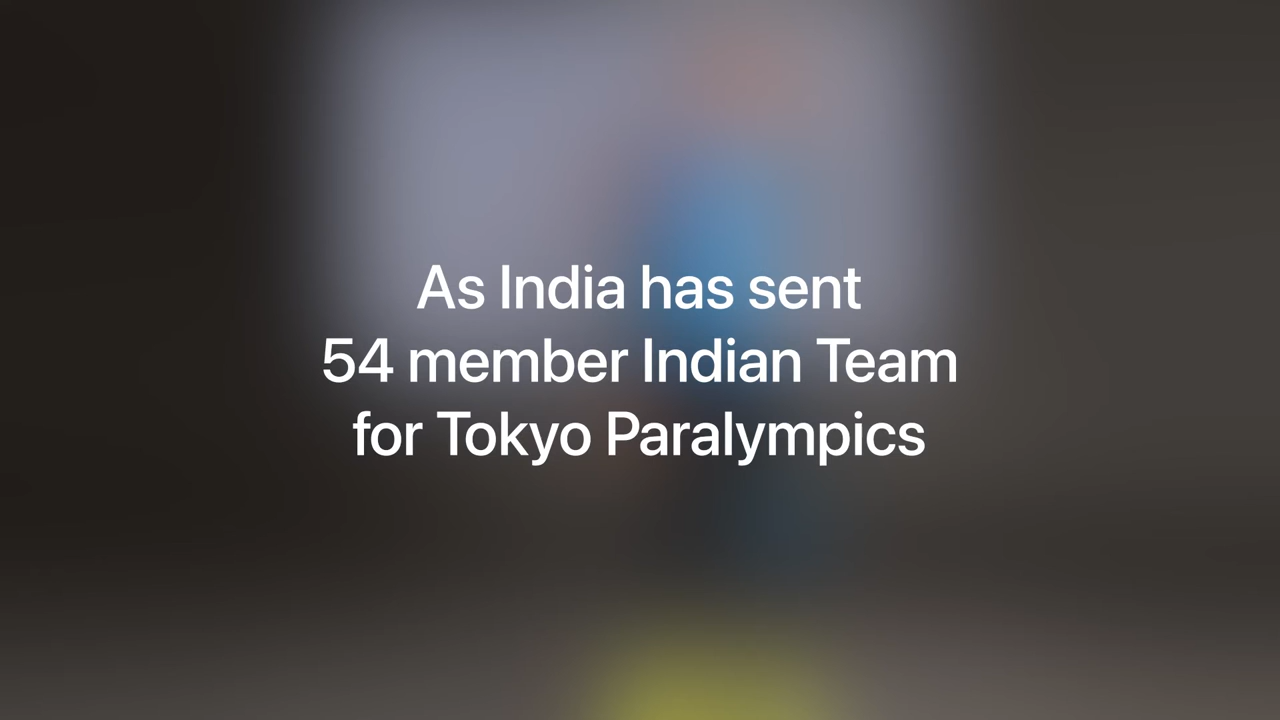 As India has sent
54 member Indian Team
for Tokyo Paralympics